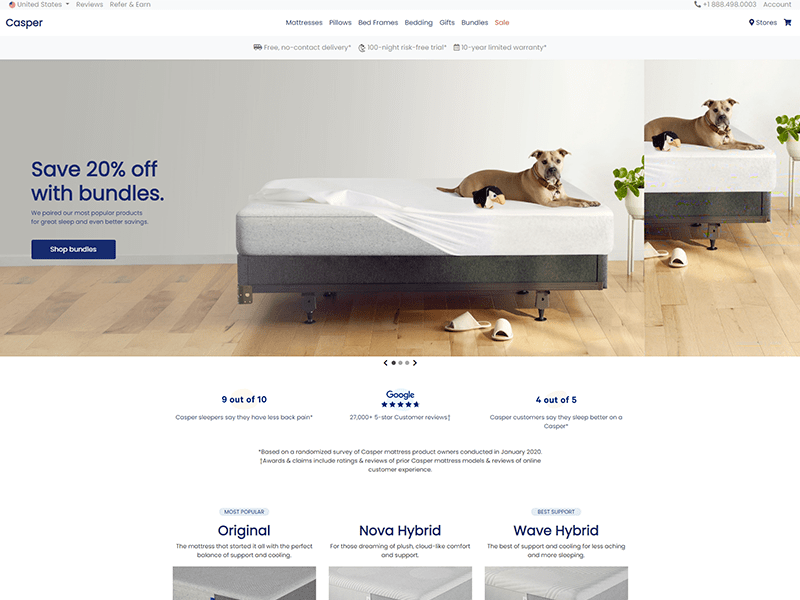 United States Reviews Refer & Earn +1 888.498.0003 Account
Casper Mattresses Pillows Bed Frames Bedding Gifts Bundles Sale Stores
Free, no-contact delivery* 100-night risk-free trial* 10-year limited warranty*
Save 20% off
with bundles.
We paired our most popular products
for great sleep and even better savings.
Shop bundles
9 out of 10 Google 4 out of 5
Casper sleepers say they have less back pain* 27,000+ 5-star Customer reviews‡ Casper customers say they sleep better on a
Casper*
*Based on a randomized survey of Casper mattress product owners conducted in January 2020.
‡Awards & claims include ratings & reviews of prior Casper mattress models & reviews of online
customer experience.
MOST POPULAR BEST SUPPORT
Original Nova Hybrid Wave Hybrid
The mattress that started it all with the perfect For those dreaming of plush, cloud-like comfort The best of support and cooling for less aching
balance of support and cooling. and support. and more sleeping.